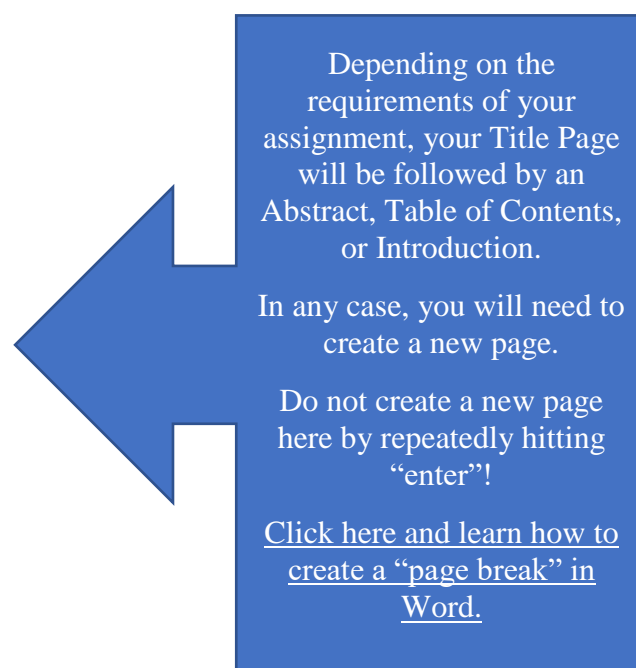 Depending on the
requirements of your
assignment, your Title Page
will be followed by an
Abstract, Table of Contents,
or Introduction.
In any case, you will need to
create a new page.
Do not create a new page
here by repeatedly hitting
“enter”!
Click here and learn how to
create a “page break” in
Word.